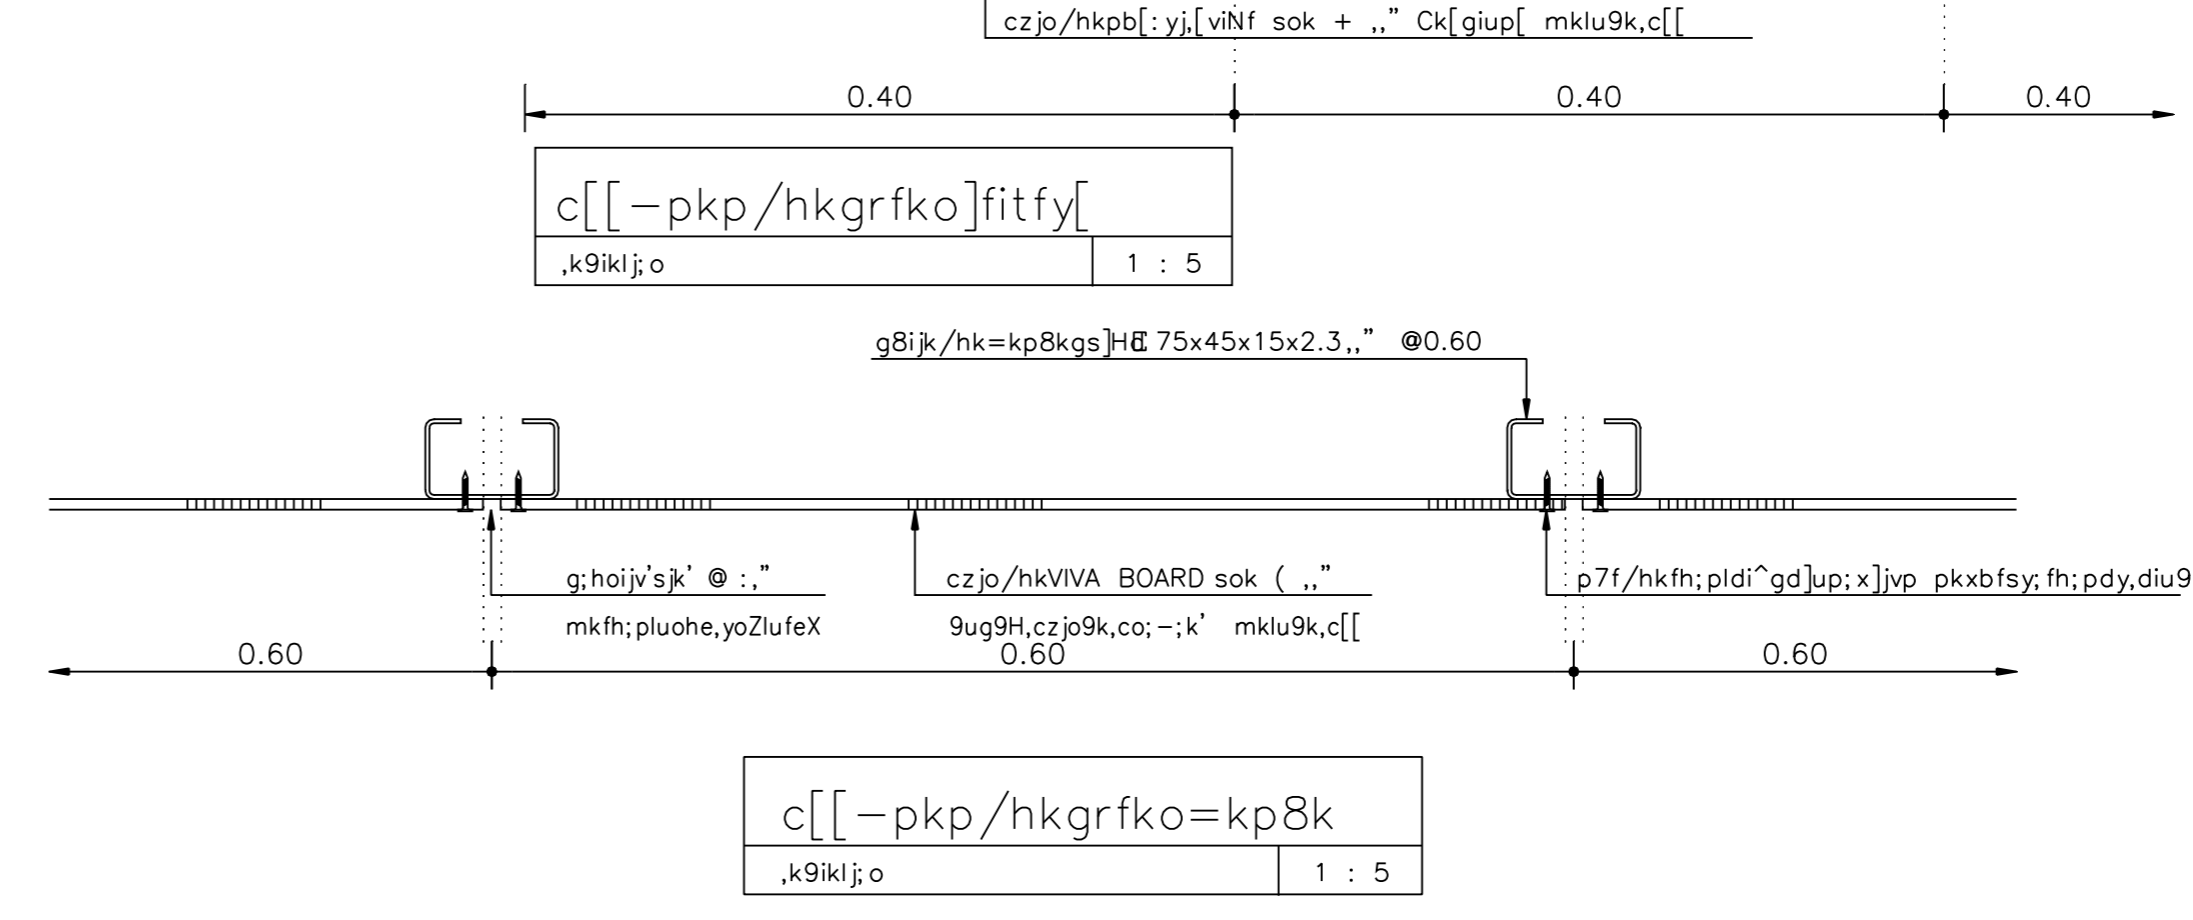 czjo/hkpb[:yj,[viNf sok + ,,” Ck[giup[ mklu9k,c[[
0.40 0.40 0.40
c[[-pkp/hkgrfko]fitfy[
,k9iklj;o 1 : 5
g8ijk/hk=kp8kgs]Hd 75x45x15x2.3,,” @0.60
g;hoijv'sjk' @ :,”
czjo/hkVIVA BOARD sok ( ,,”
p7f/hkfh;pldi^gd]up;x]jvp pkxbfsy;fh;pdy,diu9
mkfh;pluohe,yoZlufeX
9ug9H,czjo9k,co;-;k' mklu9k,c[[
0.60 0.60 0.60
c[[-pkp/hkgrfko=kp8k
,k9iklj;o 1 : 5